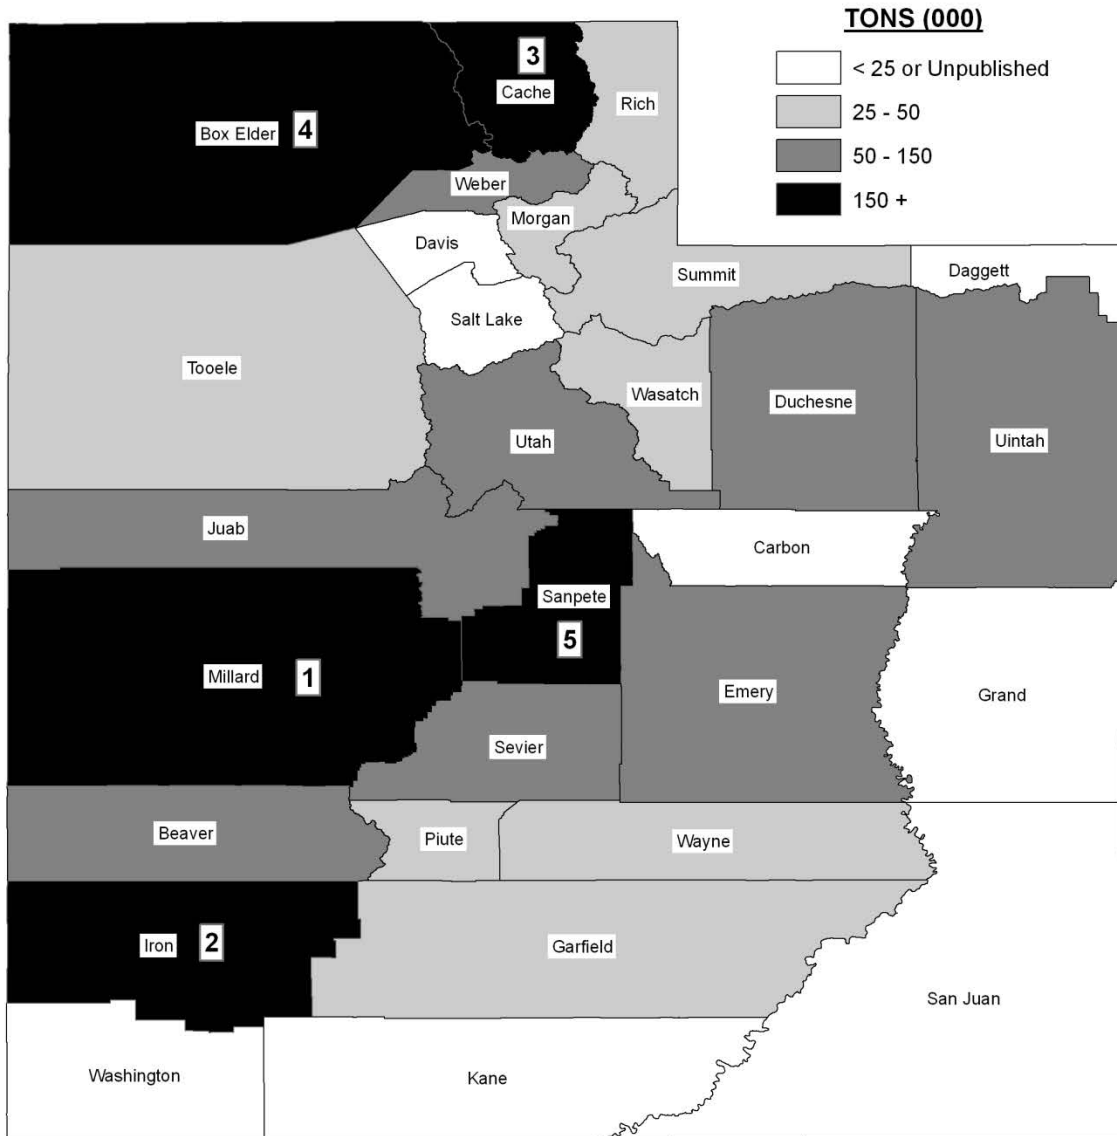 TONS (000)
< 25 or Unpublished
25 - 50
50 - 150
150 +
3
Cache
Rich
Box Elder
4
Weber
Morgan
Davis
Summit
Daggett
Salt Lake
Tooele
Wasatch
Duchesne
Utah
Uintah
Juab
Carbon
Sanpete
5
Millard
1
Emery
Grand
Sevier
Beaver
Piute
Wayne
Iron
2
Garfield
San Juan
Washington
Kane